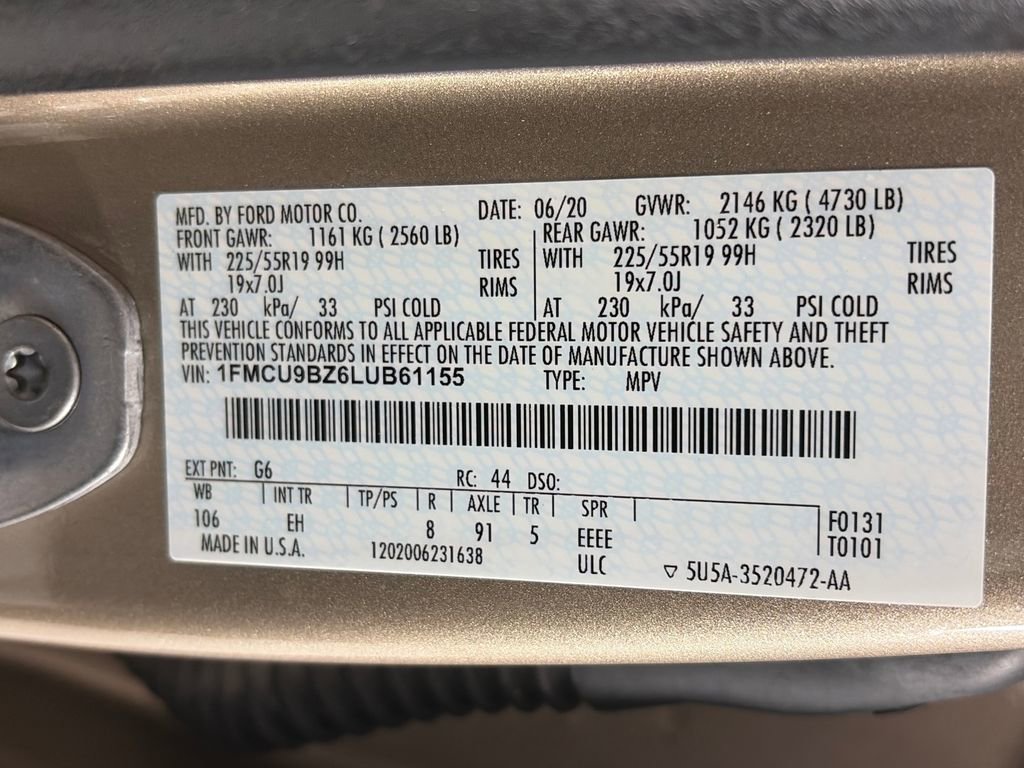 MFD. BY FORD MOTOR CO. DATE: 06/20 GVWR: 2146 KG ( 4730 LB)
FRONT GAWR: 1161 KG ( 2560 LB) REAR GAWR: 1052 KG ( 2320 LB)
WITH 225/55R19 99H TIRES WITH 225/55R19 99H TIRES
19x7.0J RIMS 19x7.0J RIMS
AT 230 kPa/ 33 PSI COLD AT 230 kPa/ 33 PSI COLD
THIS VEHICLE CONFORMS TO ALL APPLICABLE FEDERAL MOTOR VEHICLE SAFETY AND THEFT
PREVENTION STANDARDS IN EFFECT ON THE DATE OF MANUFACTURE SHOWN ABOVE.
VIN: 1FMCU9BZ6LUB61155 TYPE: MPV
EXT PNT: G6 RC: 44 DSO:
WB INT TR TP/PS R AXLE TR SPR
106 EH 8 91 5 EEEE F0131
T0101
MADE IN U.S.A. 1202006231638 ULC ▽ 5U5A-3520472-AA